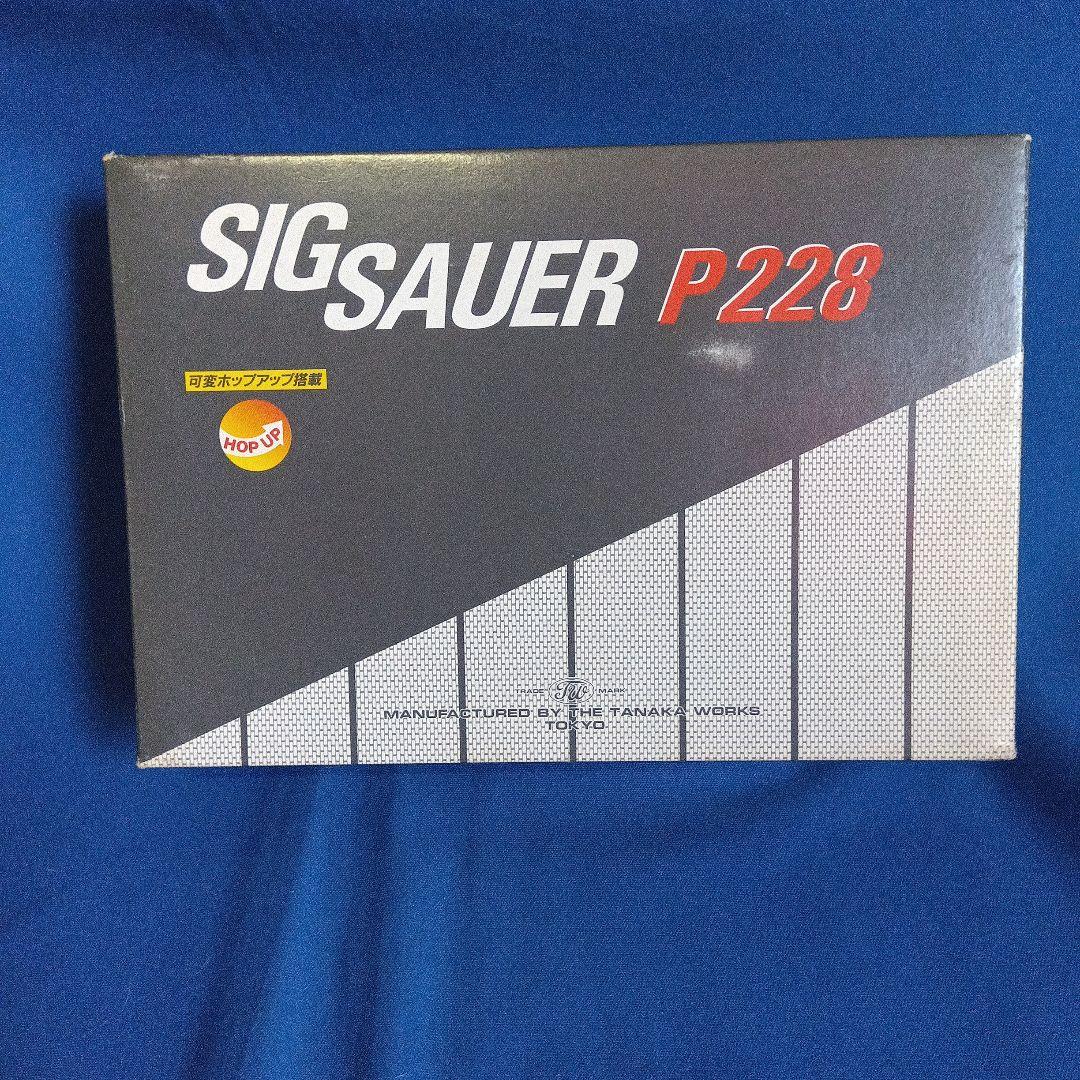 SIG SAUER P228
可変ホップアップ搭載
HOP UP
TRADE TW MARK
MANUFACTURED BY THE TANAKA WORKS
TOKYO